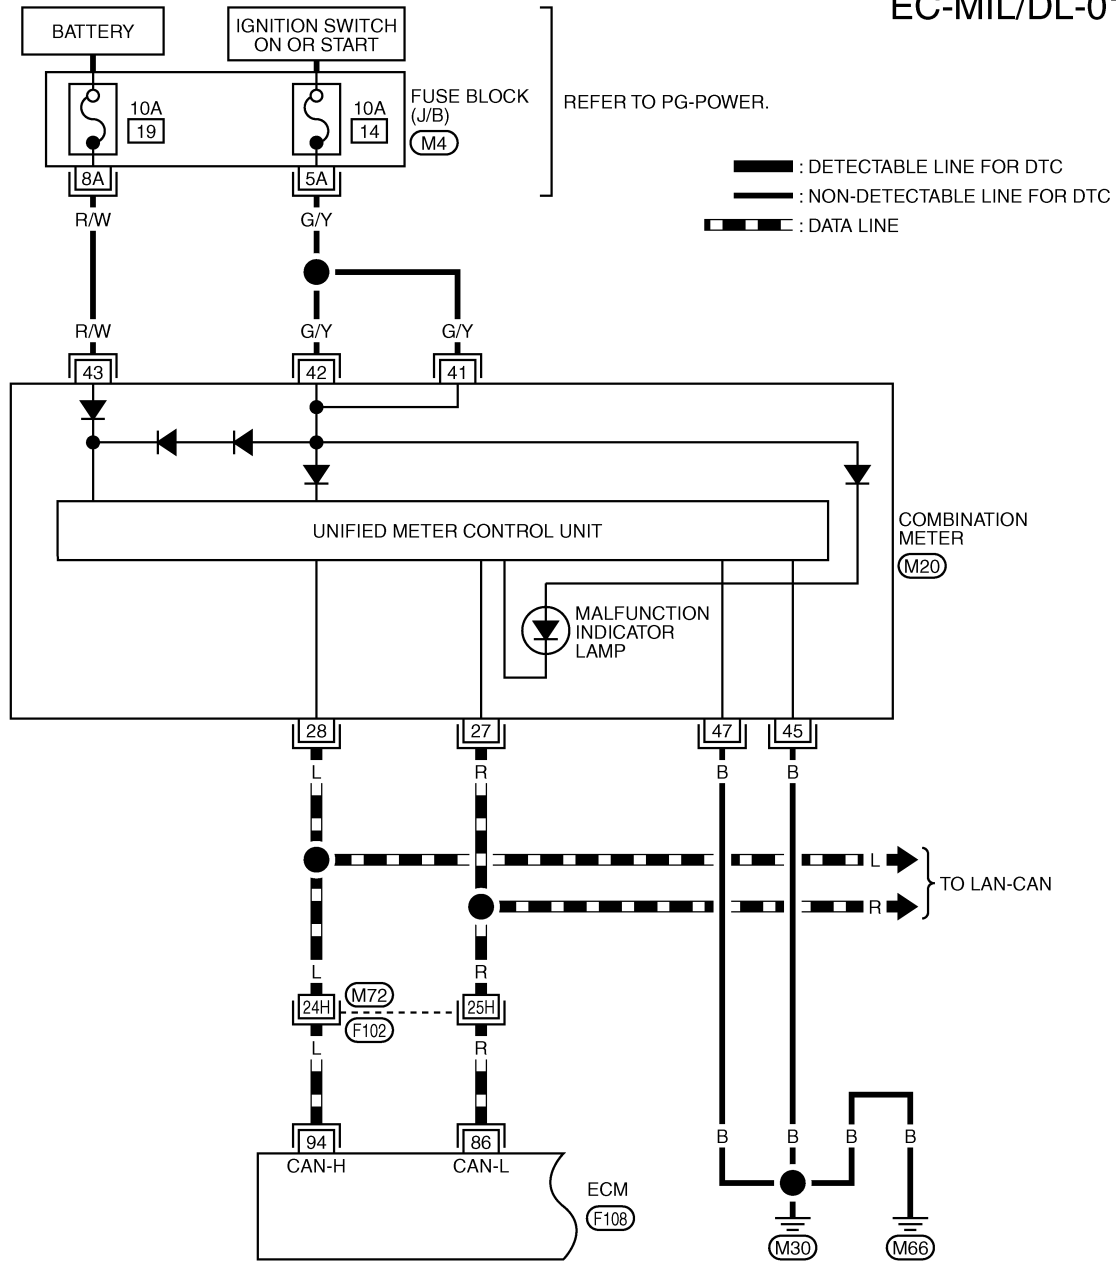 EC-MIL/DL-01
BATTERY
IGNITION SWITCH
ON OR START
10A
19
10A
14
FUSE BLOCK
(J/B)
M4
REFER TO PG-POWER.
8A
5A
: DETECTABLE LINE FOR DTC
: NON-DETECTABLE LINE FOR DTC
: DATA LINE
R/W
G/Y
R/W
G/Y
G/Y
43
42
41
UNIFIED METER CONTROL UNIT
COMBINATION
METER
M20
MALFUNCTION
INDICATOR
LAMP
28
27
47
45
L
R
B
B
L
R
TO LAN-CAN
L
R
24H
M72
F102
25H
L
R
94
86
CAN-H
CAN-L
ECM
F108
B
B
B
B
M30
M66